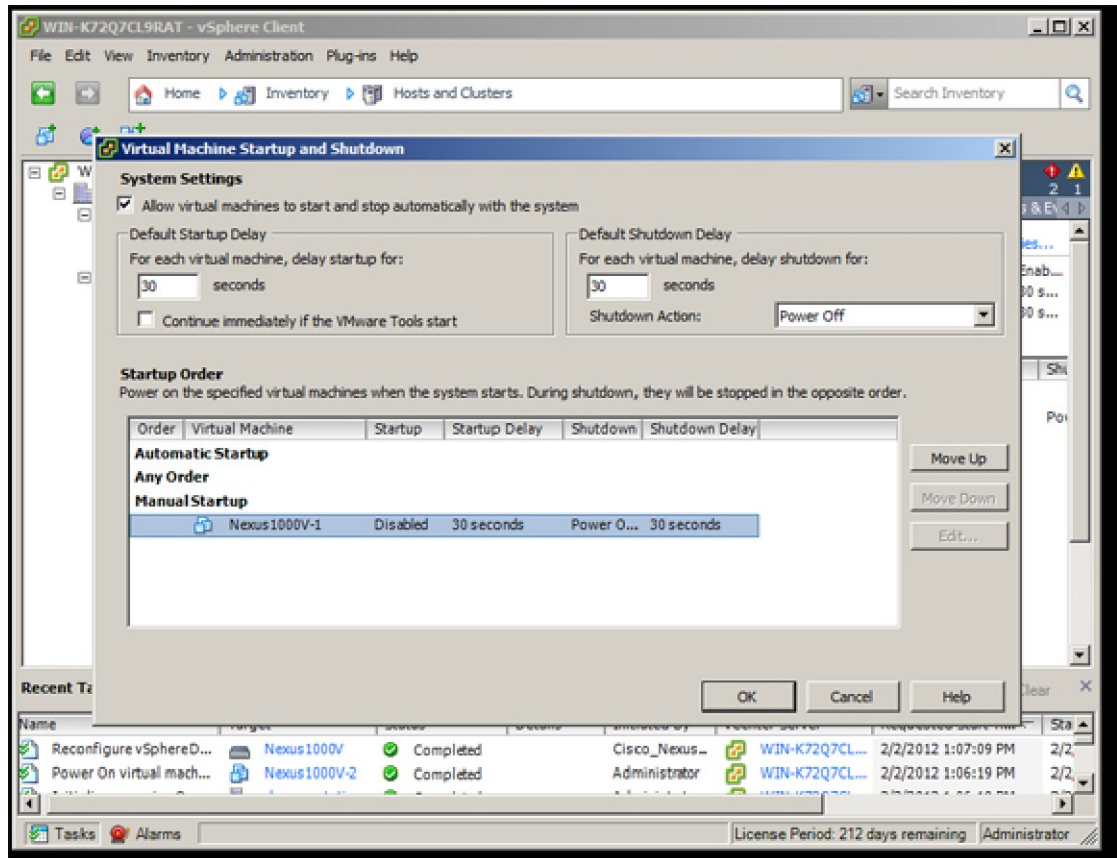 WIN-K72Q7CL9RAT - vSphere Client
File Edit View Inventory Administration Plug-ins Help
Home Inventory Hosts and Clusters
Search Inventory
Virtual Machine Startup and Shutdown
W
2 1
System Settings
Allow virtual machines to start and stop automatically with the system
Default Startup Delay
For each virtual machine, delay startup for:
30 seconds
Continue immediately if the VMware Tools start
Default Shutdown Delay
For each virtual machine, delay shutdown for:
30 seconds
Shutdown Action: Power Off
Startup Order
Power on the specified virtual machines when the system starts. During shutdown, they will be stopped in the opposite order.
Order Virtual Machine Startup Startup Delay Shutdown Shutdown Delay
Automatic Startup
Any Order
Manual Startup
Nexus1000V-1 Disabled 30 seconds Power O... 30 seconds
Move Up
Move Down
Edit...
OK Cancel Help
Recent Ta
Name
Reconfigure vSphereD... Nexus1000V Completed Cisco_Nexus... WIN-K72Q7CL... 2/2/2012 1:07:09 PM 2/2
Power On virtual mach... Nexus1000V-2 Completed Administrator WIN-K72Q7CL... 2/2/2012 1:06:19 PM 2/2
Tasks Alarms License Period: 212 days remaining Administrator